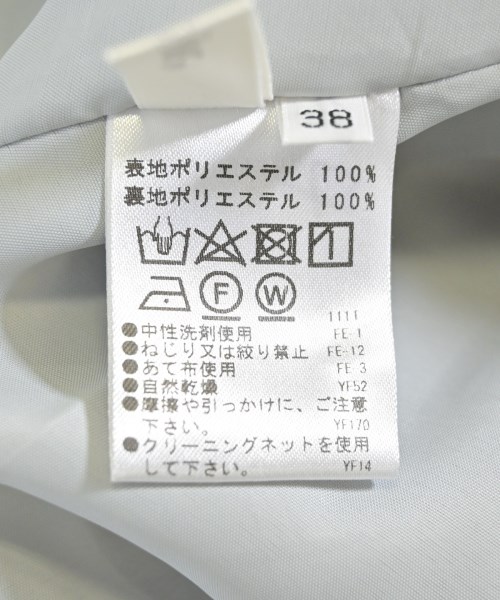 38
表地ポリエステル 100%
裏地ポリエステル 100%
F W
1111
●中性洗剤使用 FE-1
●ねじり又は絞り禁止 FE-12
●あて布使用 FE-3
●自然乾燥 YF52
●摩擦や引っかけに、ご注意
下さい。 YF170
●クリーニングネットを使用
して下さい。 YF14